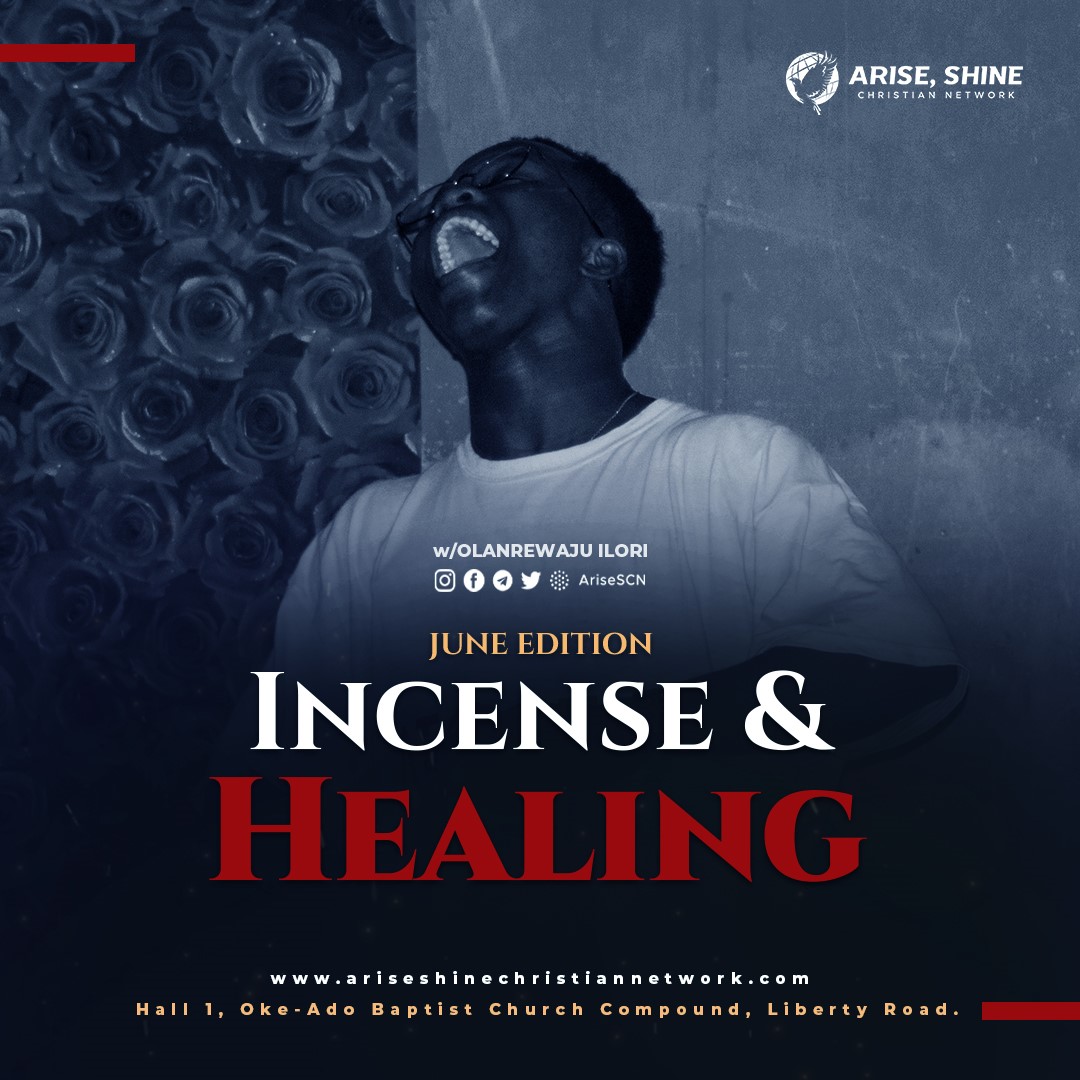 ARISE, SHINE
CHRISTIAN NETWORK
w/OLANREWAJU ILORI
AriseSCN
JUNE EDITION
INCENSE &
HEALING
www.ariseshinechristiannetwork.com
Hall 1, Oke-Ado Baptist Church Compound, Liberty Road.